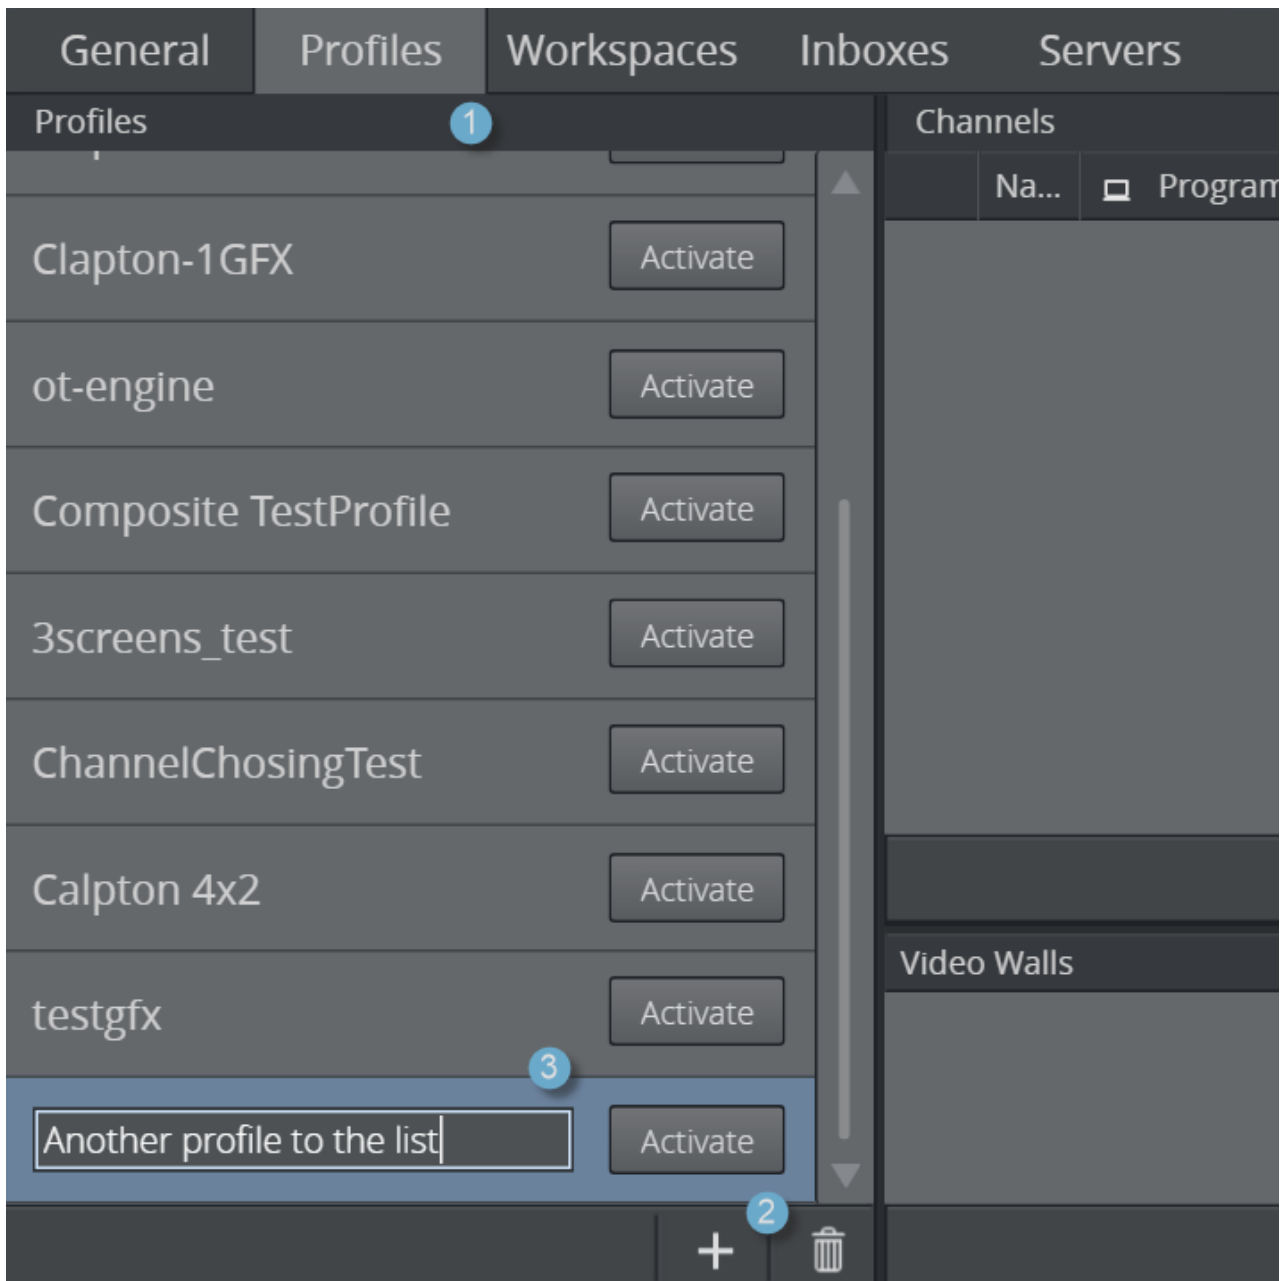 General Profiles Workspaces Inboxes Servers
Profiles 1 Channels
Na... Program
Clapton-1GFX Activate
ot-engine Activate
Composite TestProfile Activate
3screens_test Activate
ChannelChosingTest Activate
Calpton 4x2 Activate
Video Walls
testgfx Activate
3
Another profile to the list Activate
2